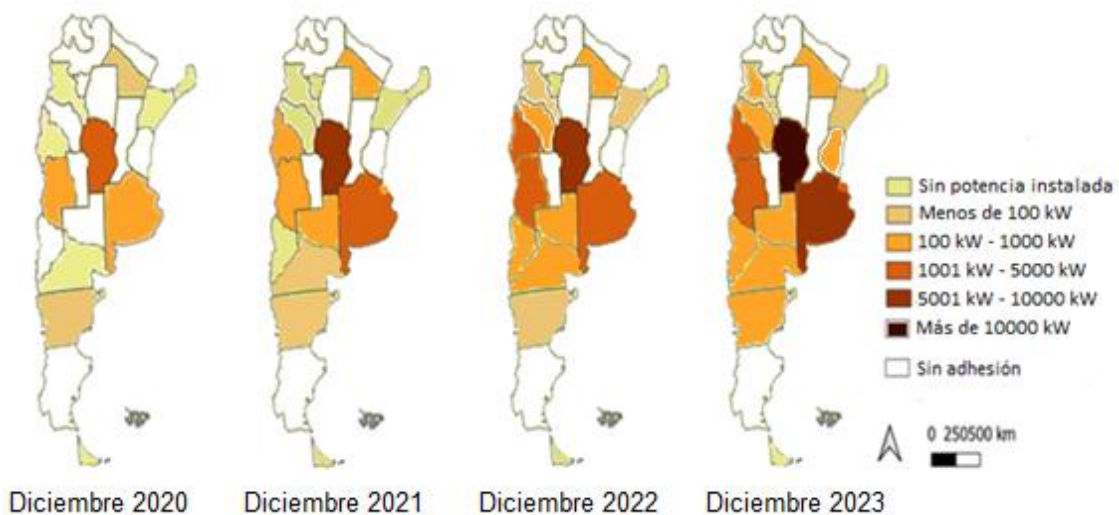 Sin potencia instalada
Menos de 100 kW
100 kW - 1000 kW
1001 kW - 5000 kW
5001 kW - 10000 kW
Más de 10000 kW
Sin adhesión
0 250500 km
Diciembre 2020
Diciembre 2021
Diciembre 2022
Diciembre 2023